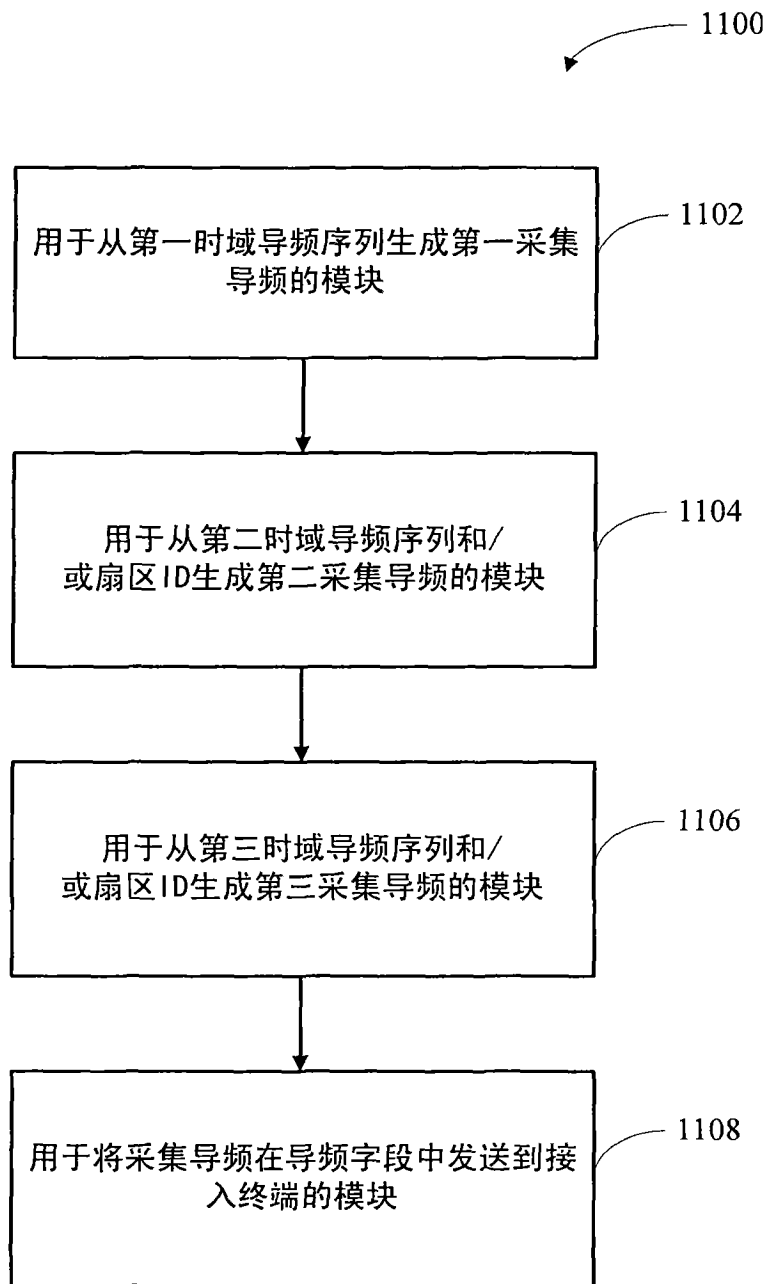 1100
用于从第一时域导频序列生成第一采集
导频的模块
1102
用于从第二时域导频序列和/
或扇区ID生成第二采集导频的模块
1104
用于从第三时域导频序列和/
或扇区ID生成第三采集导频的模块
1106
用于将采集导频在导频字段中发送到接
入终端的模块
1108